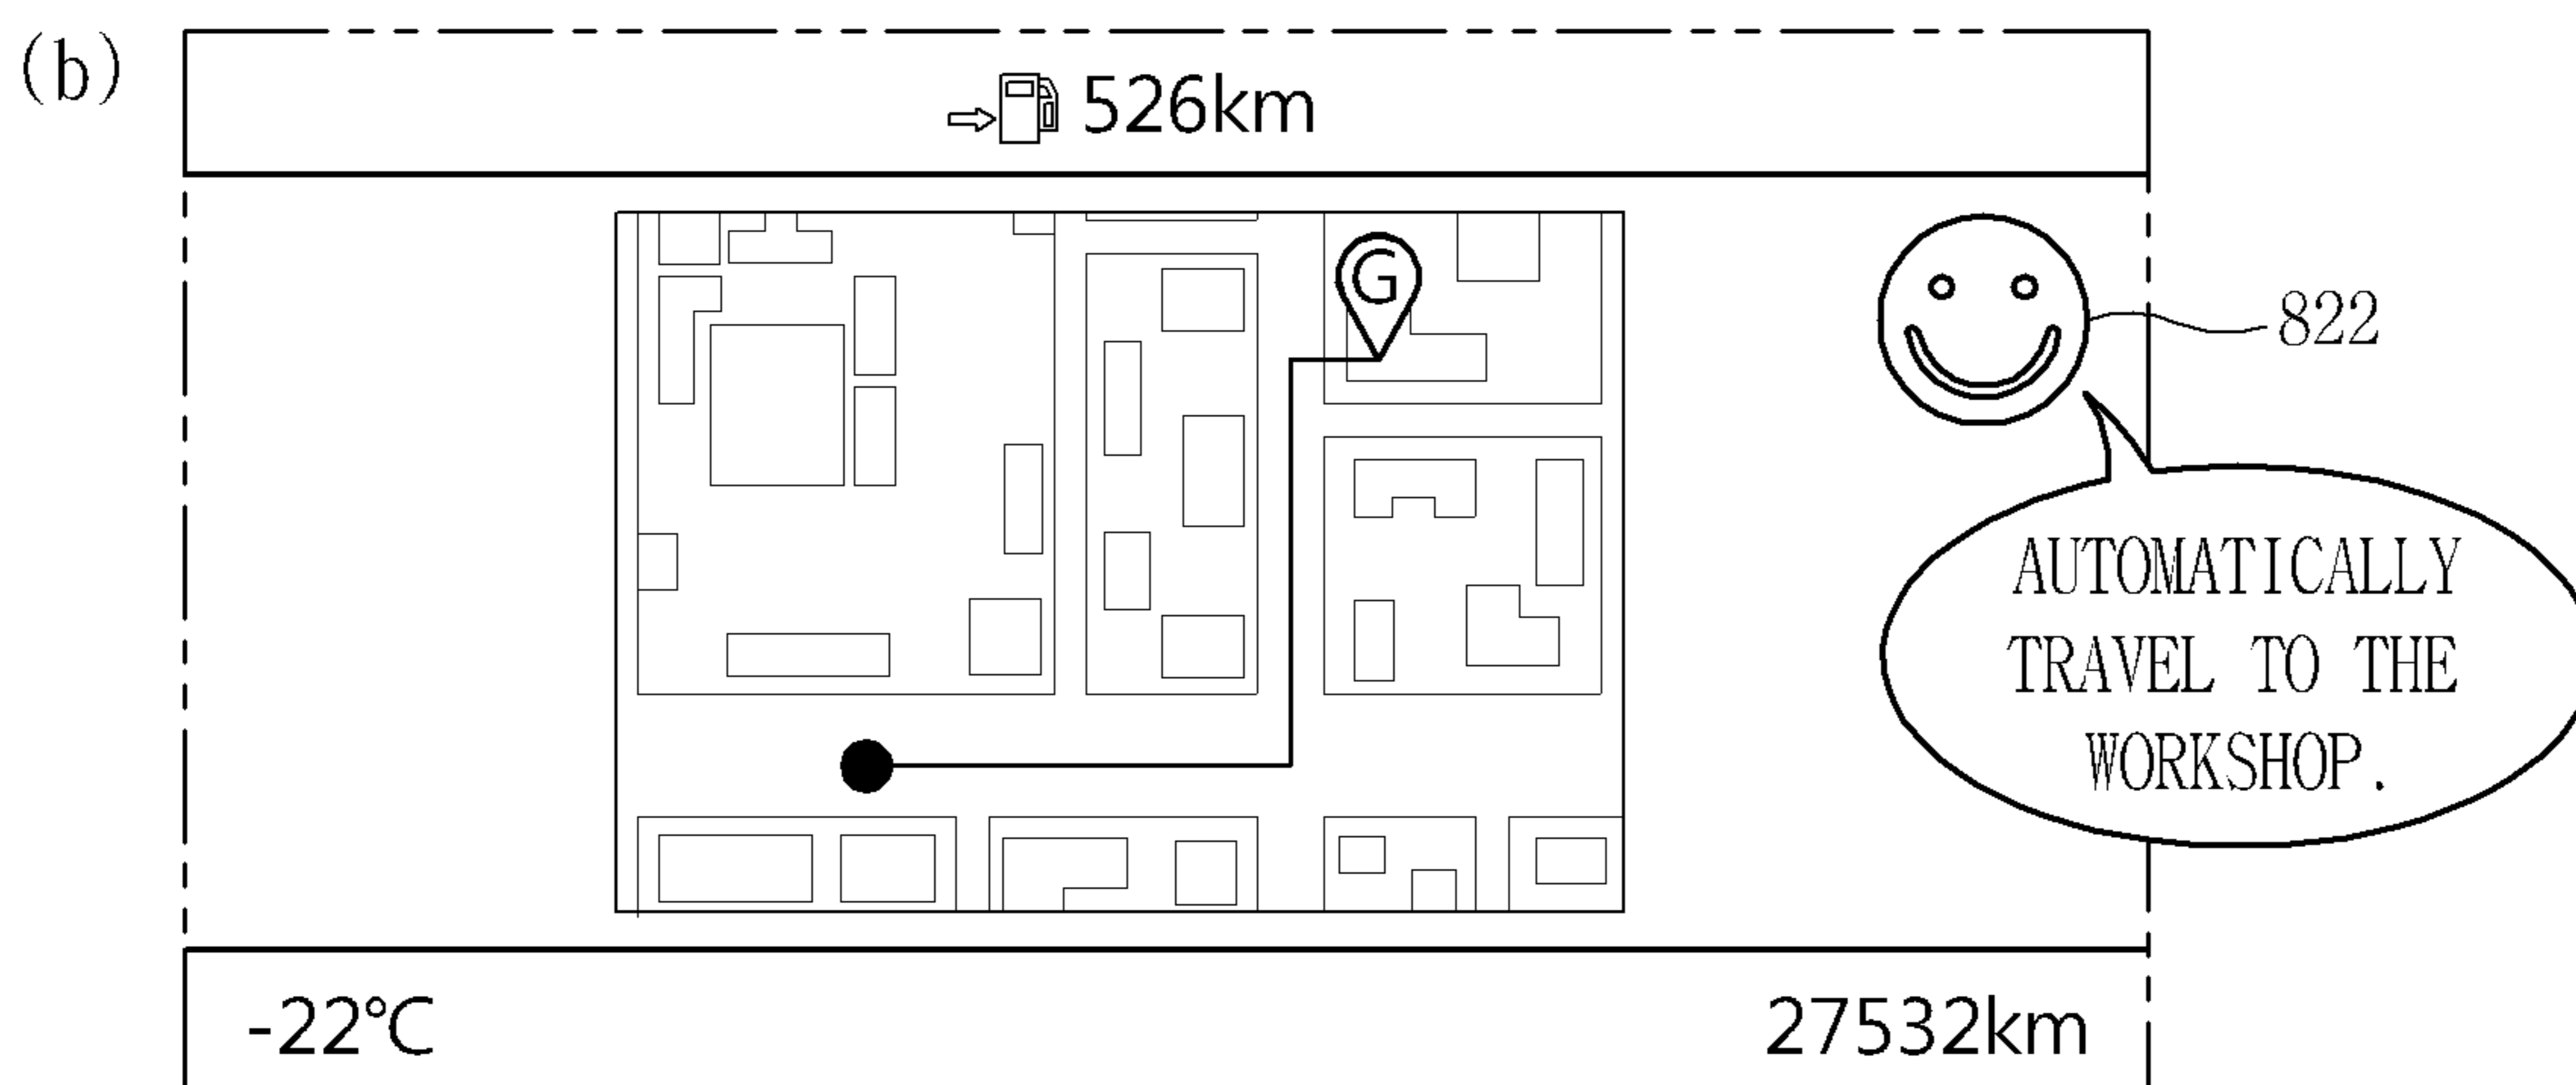 (b)
526km
G
822
AUTOMATICALLY
TRAVEL TO THE
WORKSHOP.
-22℃
27532km